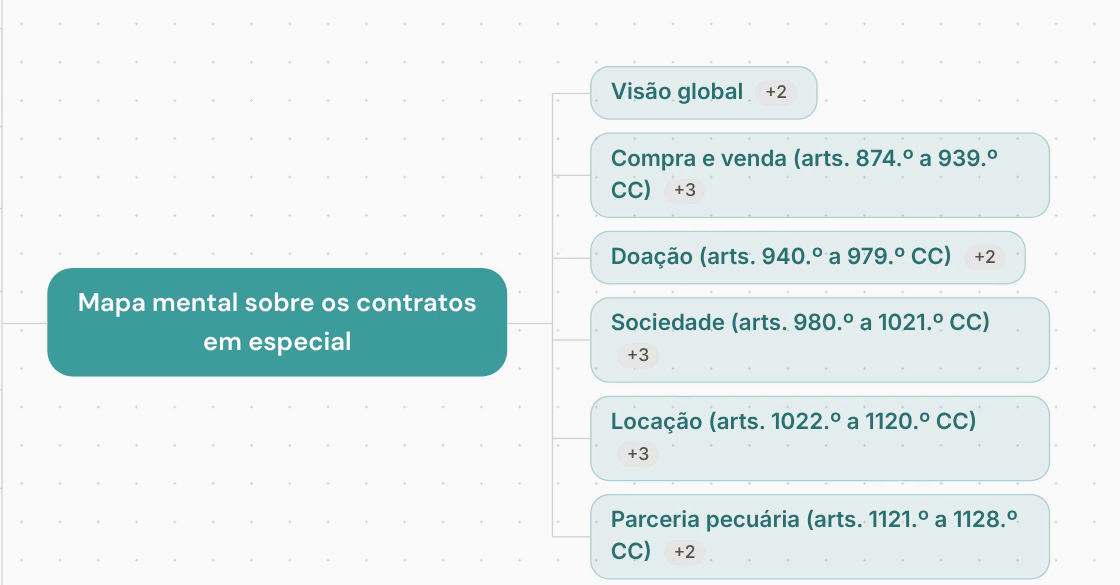 Mapa mental sobre os contratos
em especial
Visão global +2
Compra e venda (arts. 874.º a 939.º
CC) +3
Doação (arts. 940.º a 979.º CC) +2
Sociedade (arts. 980.º a 1021.º CC)
+3
Locação (arts. 1022.º a 1120.º CC)
+3
Parceria pecuária (arts. 1121.º a 1128.º
CC) +2